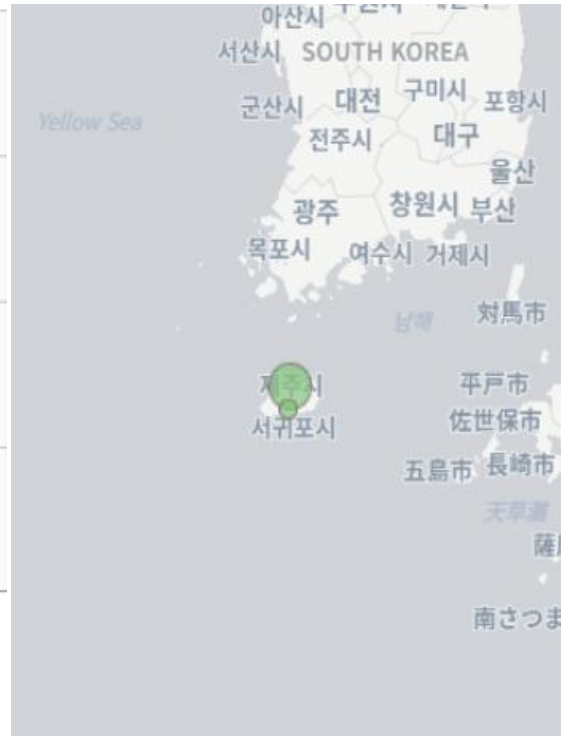 아산시
서산시 SOUTH KOREA
군산시 대전 구미시 포항시
Yellow Sea
전주시 대구
울산
광주 창원시 부산
목포시 여수시 거제시
남해 対馬市
제주시 平戸市
서귀포시 佐世保市
五島市 長崎市
天草灘
南さつま